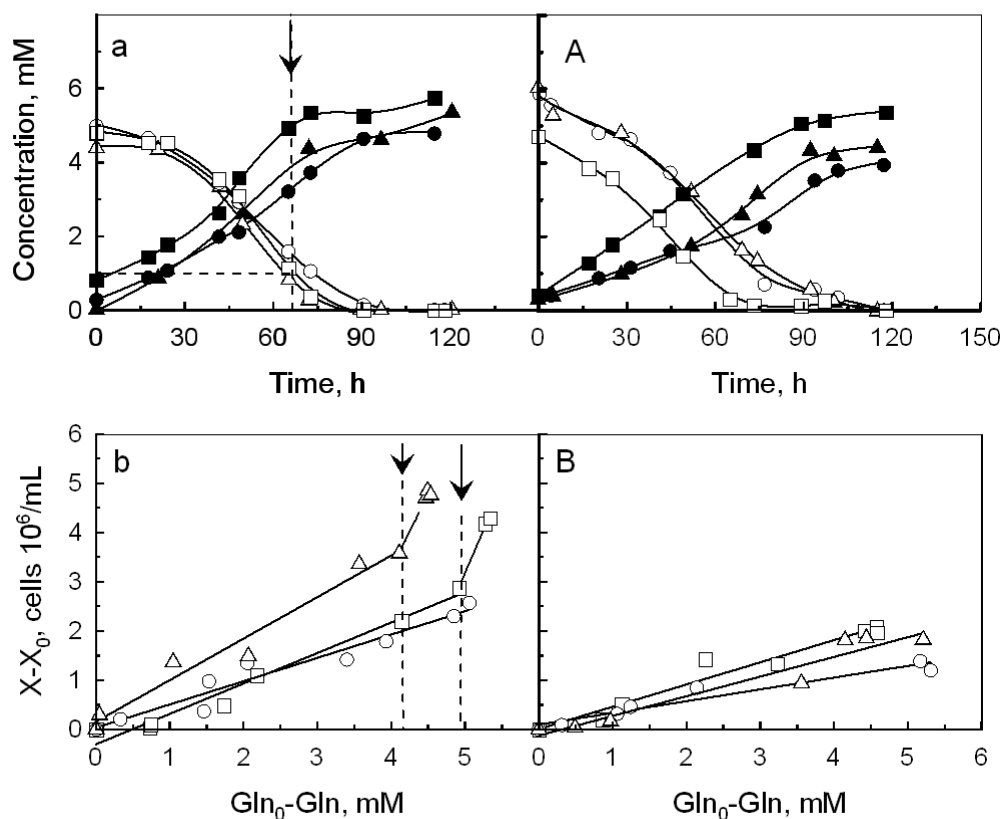 a
A
Concentration, mM
6
4
2
0
0 30 60 90 120
0 30 60 90 120 150
Time, h
Time, h
b
B
X-X₀, cells 10⁶/mL
6
5
4
3
2
1
0
0 1 2 3 4 5
0 1 2 3 4 5 6
Gln₀-Gln, mM
Gln₀-Gln, mM